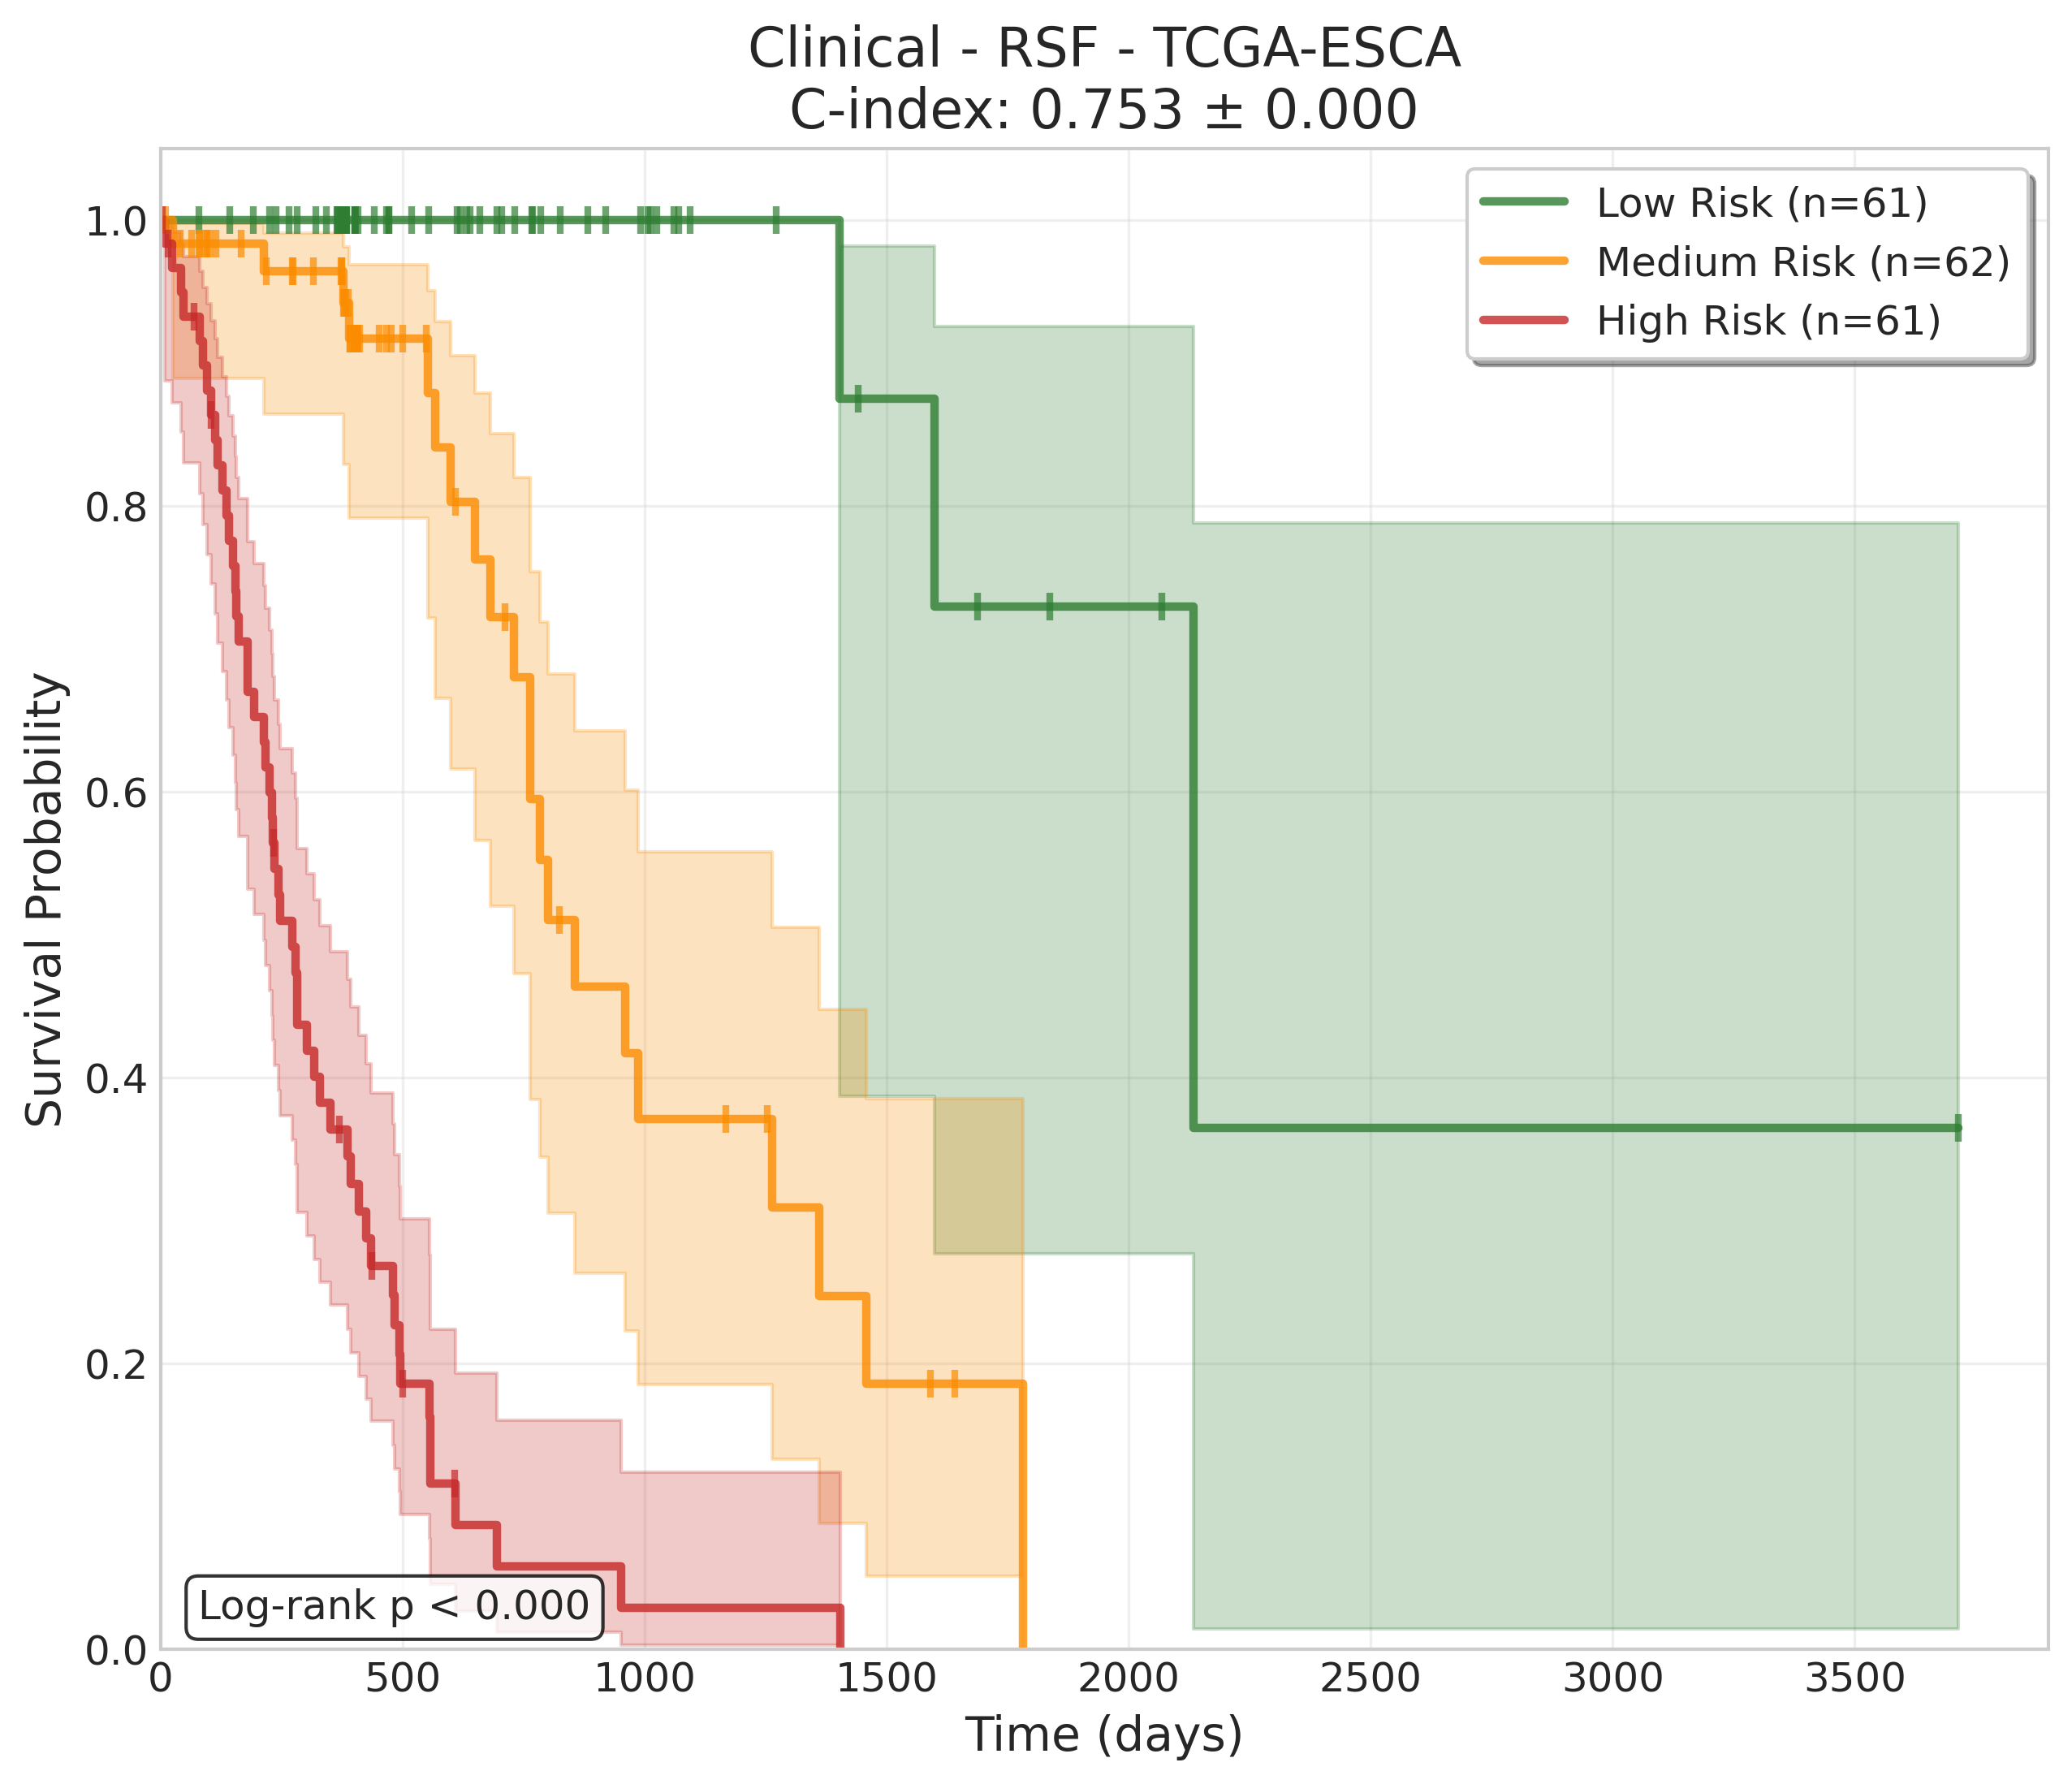 Clinical - RSF - TCGA-ESCA
C-index: 0.753 ± 0.000
Low Risk (n=61)
Medium Risk (n=62)
High Risk (n=61)
Survival Probability
1.0
0.8
0.6
0.4
0.2
0.0
Log-rank p < 0.000
0 500 1000 1500 2000 2500 3000 3500
Time (days)